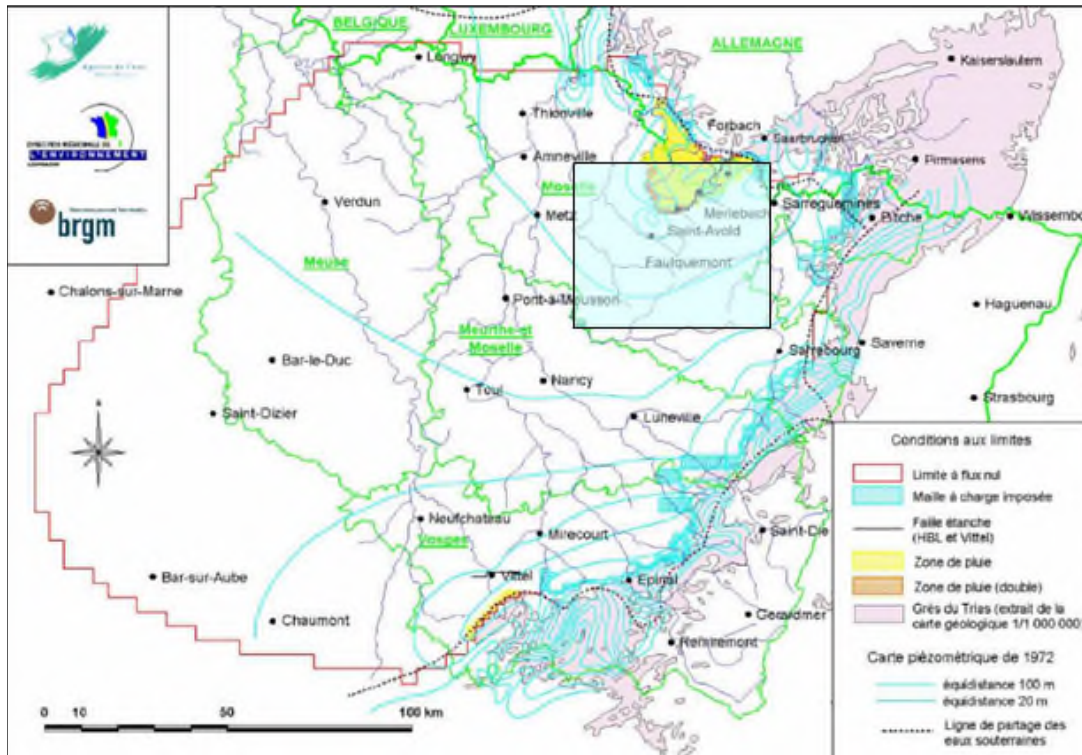 BELGIQUE
LUXEMBOURG
ALLEMAGNE
Longwy
Kaiserslautern
Thionville
Forbach
Saarbrucken
Amneville
Pirmasens
L'ENVIRONNEMENT
Moselle
Verdun
Metz
Merlebach
Sarreguemines
Bitche
Wissembo
brgm
Saint-Avold
Meuse
Faulquemont
Chalons-sur-Marne
Pont-à-Mousson
Haguenau
Meurthe-et
Moselle
Sarrebourg
Saverne
Bar-le-Duc
Nancy
Toul
Strasbourg
Saint-Dizier
Luneville
Neufchateau
Vosges
Mirecourt
Saint-Die
Bar-sur-Aube
Vittel
Epinal
Chaumont
Gerardmer
Remiremont
0 10 50 100 km
Conditions aux limites
Limite à flux nul
Maille à charge imposée
Faille étanche
(HBL et Vittel)
Zone de pluie
Zone de pluie (double)
Grès du Trias (extrait de la
carte géologique 1/1 000 000)
Carte piézométrique de 1972
équidistance 100 m
équidistance 20 m
Ligne de partage des
eaux souterraines